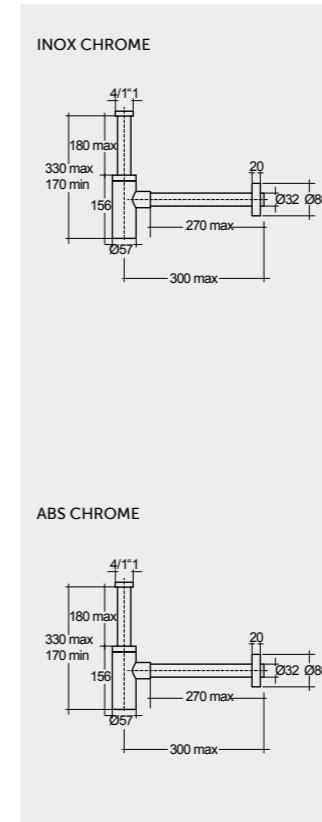 INOX CHROME
4/1"1
180 max
330 max
170 min
156
20
Ø32 Ø8
270 max
Ø57
300 max
ABS CHROME
4/1"1
180 max
330 max
170 min
156
20
Ø32 Ø8
270 max
Ø57
300 max